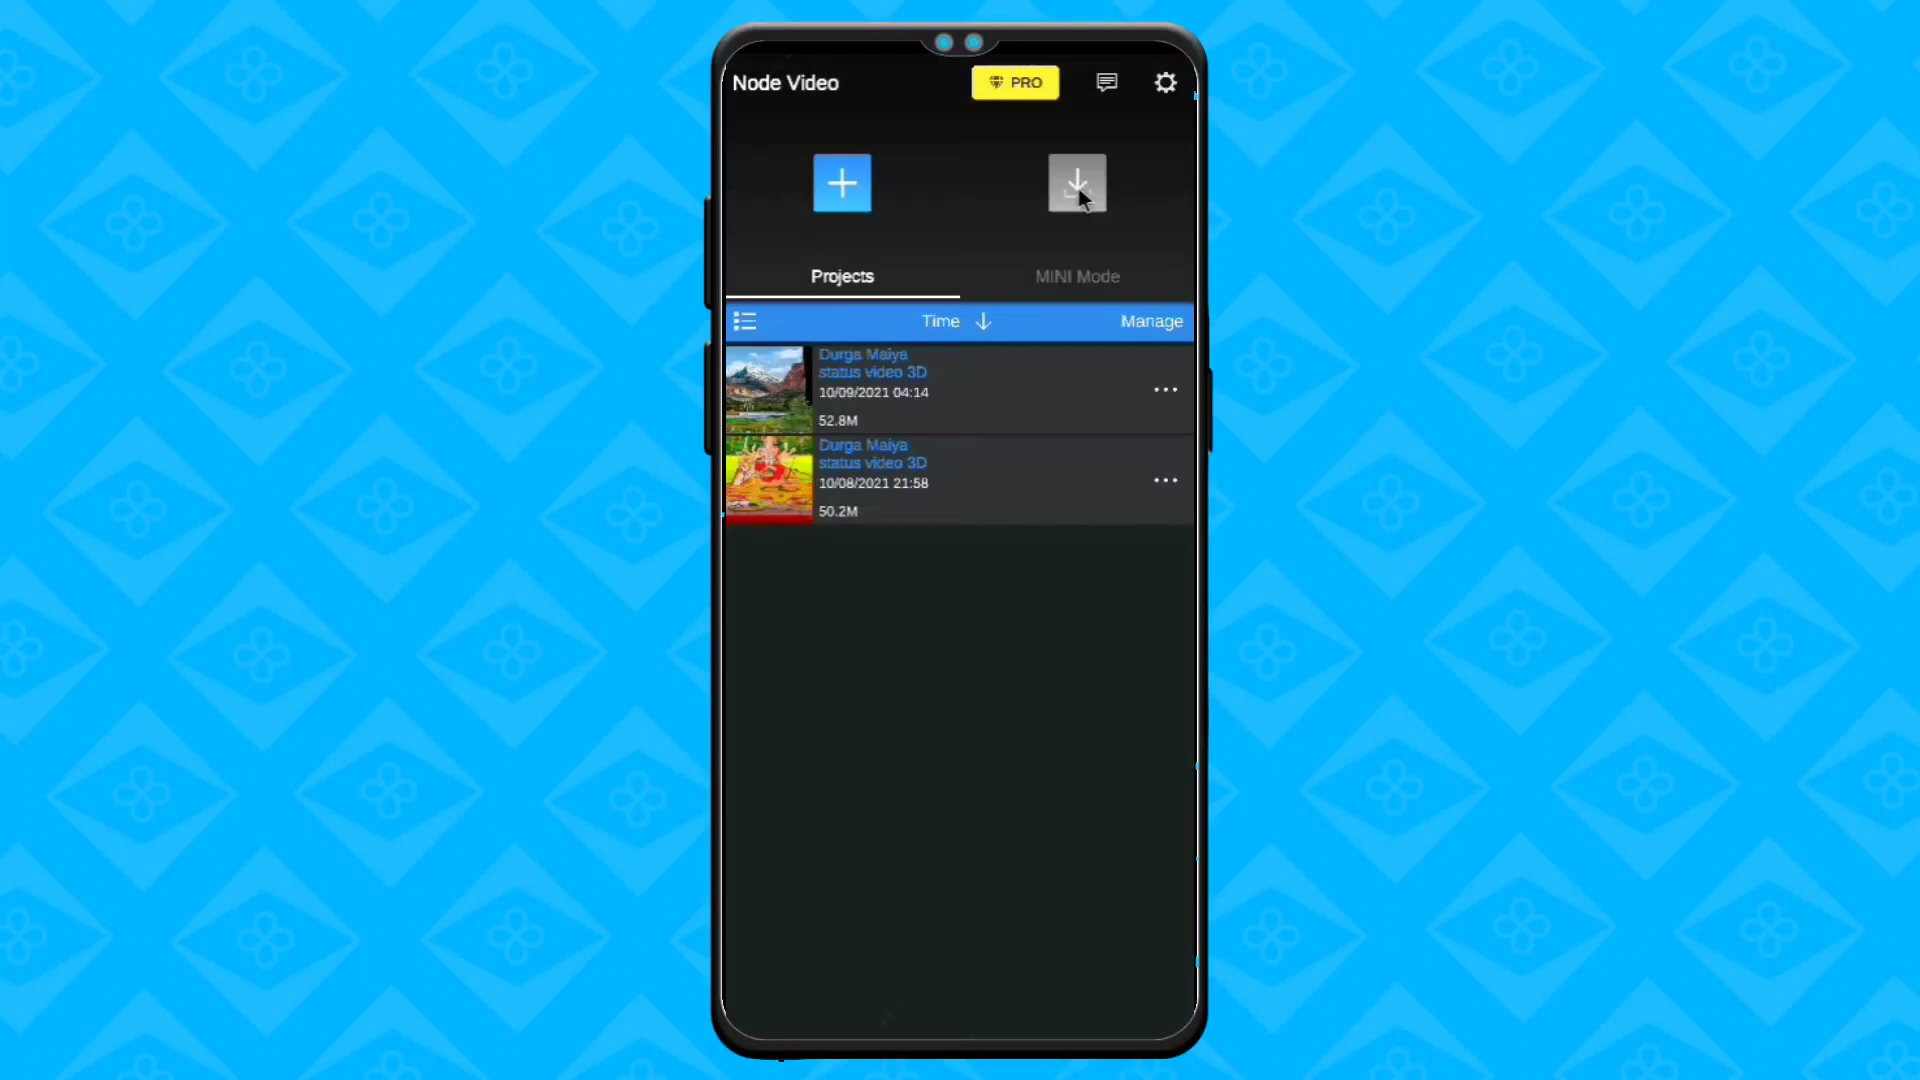 Node Video
PRO
Projects
MINI Mode
Time
Manage
Durga Maiya
status video 3D
10/09/2021 04:14
52.8M
Durga Maiya
status video 3D
10/08/2021 21:58
50.2M